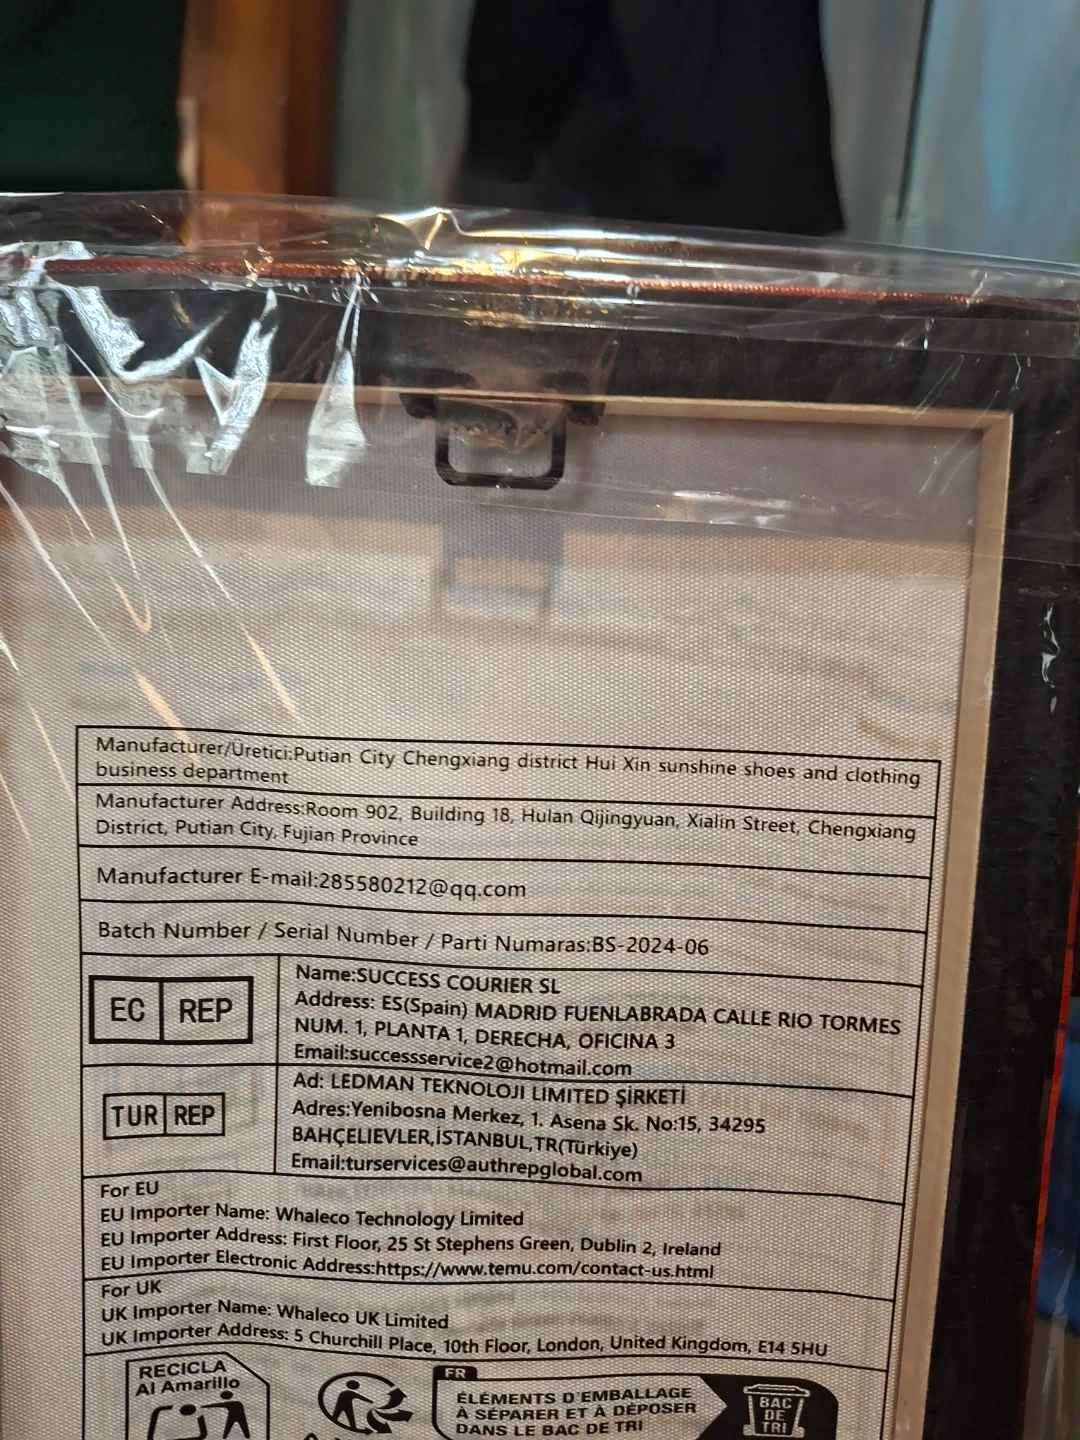 Manufacturer/Üretici:Putian City Chengxiang district Hui Xin sunshine shoes and clothing
business department
Manufacturer Address:Room 902, Building 18, Hulan Qijingyuan, Xialin Street, Chengxiang
District, Putian City, Fujian Province
Manufacturer E-mail:285580212@qq.com
Batch Number / Serial Number / Parti Numaras:BS-2024-06
EC REP
Name:SUCCESS COURIER SL
Address: ES(Spain) MADRID FUENLABRADA CALLE RIO TORMES
NUM. 1, PLANTA 1, DERECHA, OFICINA 3
Email:successservice2@hotmail.com
TUR REP
Ad: LEDMAN TEKNOLOJI LIMITED ŞİRKETİ
Adres:Yenibosna Merkez, 1. Asena Sk. No:15, 34295
BAHÇELIEVLER,İSTANBUL,TR(Türkiye)
Email:turservices@authrepglobal.com
For EU
EU Importer Name: Whaleco Technology Limited
EU Importer Address: First Floor, 25 St Stephens Green, Dublin 2, Ireland
EU Importer Electronic Address:https://www.temu.com/contact-us.html
For UK
UK Importer Name: Whaleco UK Limited
UK Importer Address: 5 Churchill Place, 10th Floor, London, United Kingdom, E14 5HU
RECICLA
Al Amarillo
FR
ÉLÉMENTS D'EMBALLAGE
À SÉPARER ET À DÉPOSER
DANS LE BAC DE TRI
BAC
DE
TRI